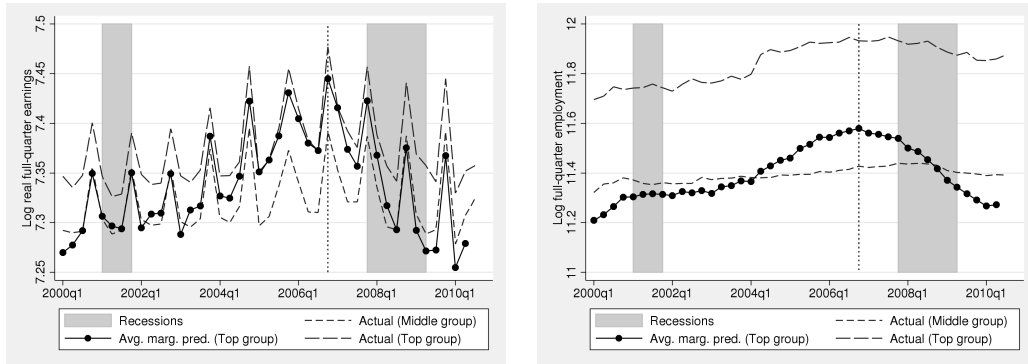 Log real full-quarter earnings
7.5
7.45
7.4
7.35
7.3
7.25
2000q1 2002q1 2004q1 2006q1 2008q1 2010q1
Recessions Actual (Middle group)
Avg. marg. pred. (Top group) Actual (Top group)
Log full-quarter employment
12
11.8
11.6
11.4
11.2
11
2000q1 2002q1 2004q1 2006q1 2008q1 2010q1
Recessions Actual (Middle group)
Avg. marg. pred. (Top group) Actual (Top group)